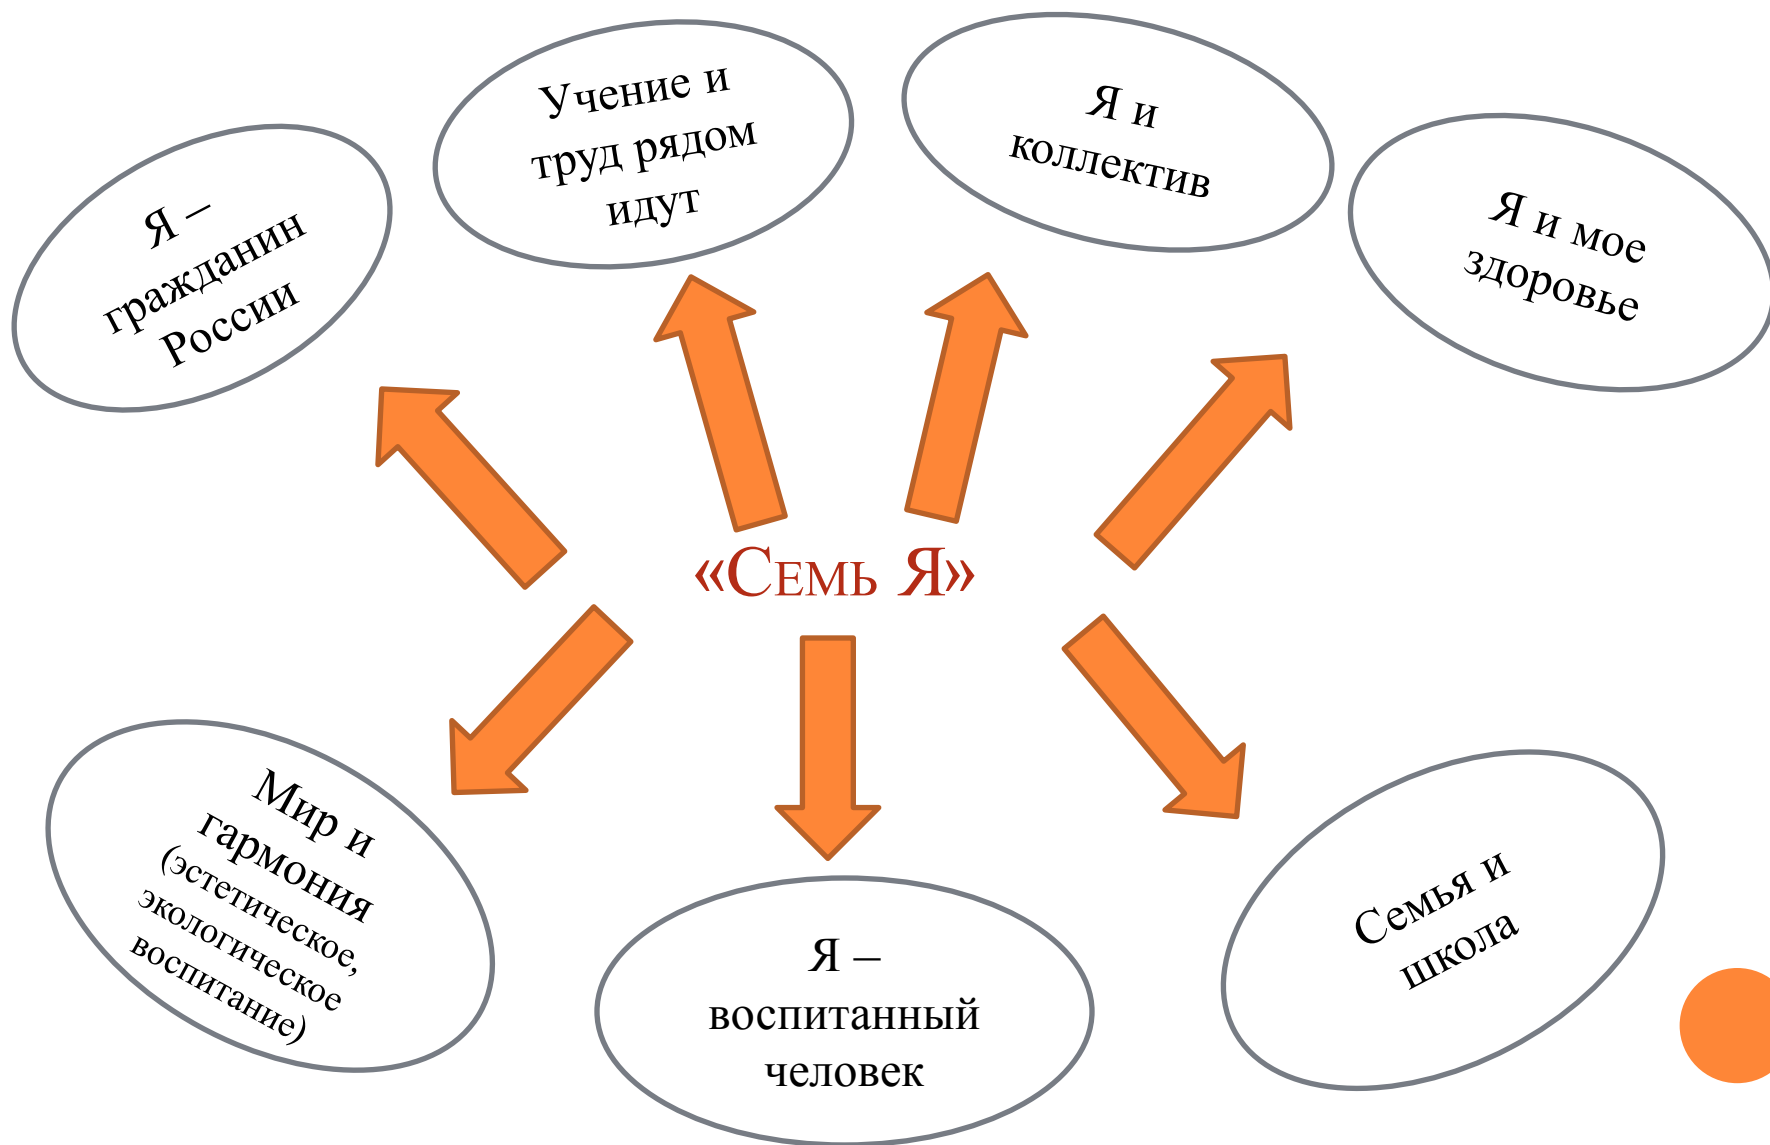 Я –
гражданин
России
Учение и
труд рядом
идут
Я и
коллектив
Я и мое
здоровье
«Семь Я»
Мир и
гармония
(эстетическое,
экологическое
воспитание)
Я –
воспитанный
человек
Семья и
школа